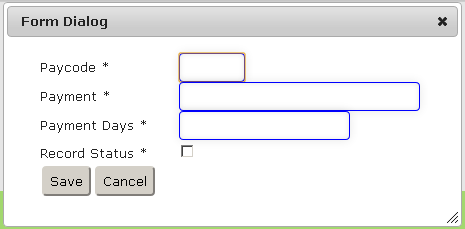 Form Dialog
Paycode *
Payment *
Payment Days *
Record Status *
Save Cancel